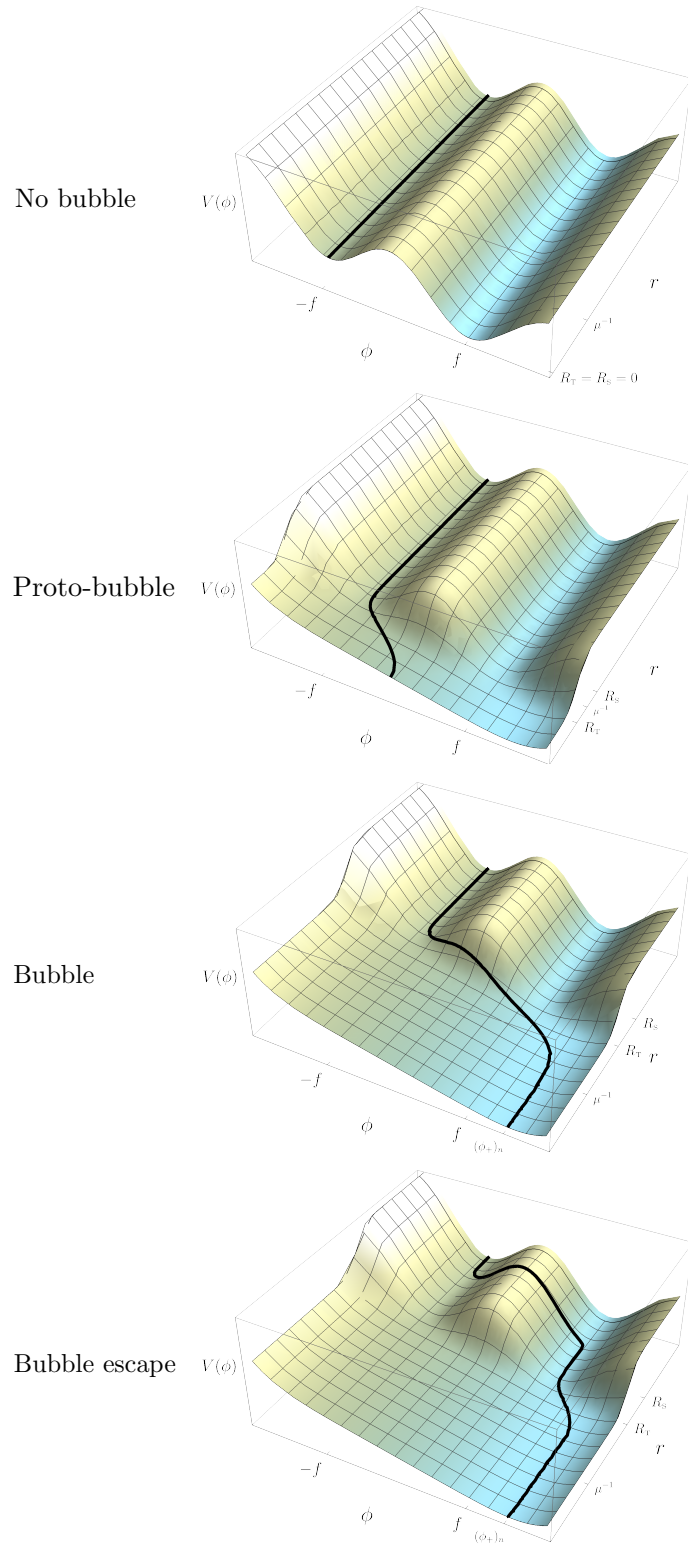 No bubble
V(ϕ)
−f
ϕ
f
r
μ⁻¹
R_T = R_S = 0
Proto-bubble
V(ϕ)
−f
ϕ
f
r
R_S
μ⁻¹
R_T
Bubble
V(ϕ)
−f
ϕ
f
(ϕ₊)ₙ
R_S
R_T
r
μ⁻¹
Bubble escape
V(ϕ)
−f
ϕ
f
(ϕ₊)ₙ
R_S
R_T
r
μ⁻¹